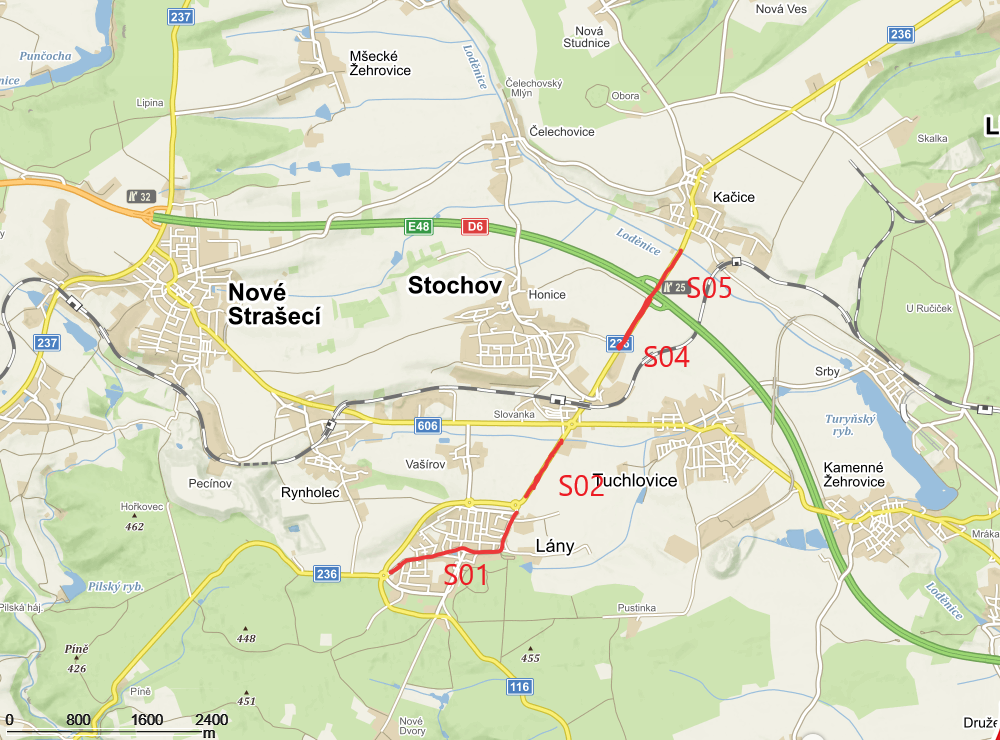 237
Nová Ves
Nová
Studnice
236
Punčocha
Mšecké
Žehrovice
Loděnice
Čelechovský
Mlýn
Obora
Lipina
Čelechovice
L
Skalka
32
Kačice
E48
D6
Loděnice
Nové
Strašecí
Stochov
Honice
25
S05
U Ručiček
237
236
S04
Srby
Slovanka
606
Turyňský
ryb.
Vašírov
Kamenné
Žehrovice
Pecínov
Rynholec
S02
Tuchlovice
Hořkovec
462
Mráka
Lány
236
S01
Pilský ryb.
Loděnice
Pilská háj.
Pustinka
448
Píně
426
455
Píně
451
116
0 800 1600 2400
m
Nové
Dvory
Druže